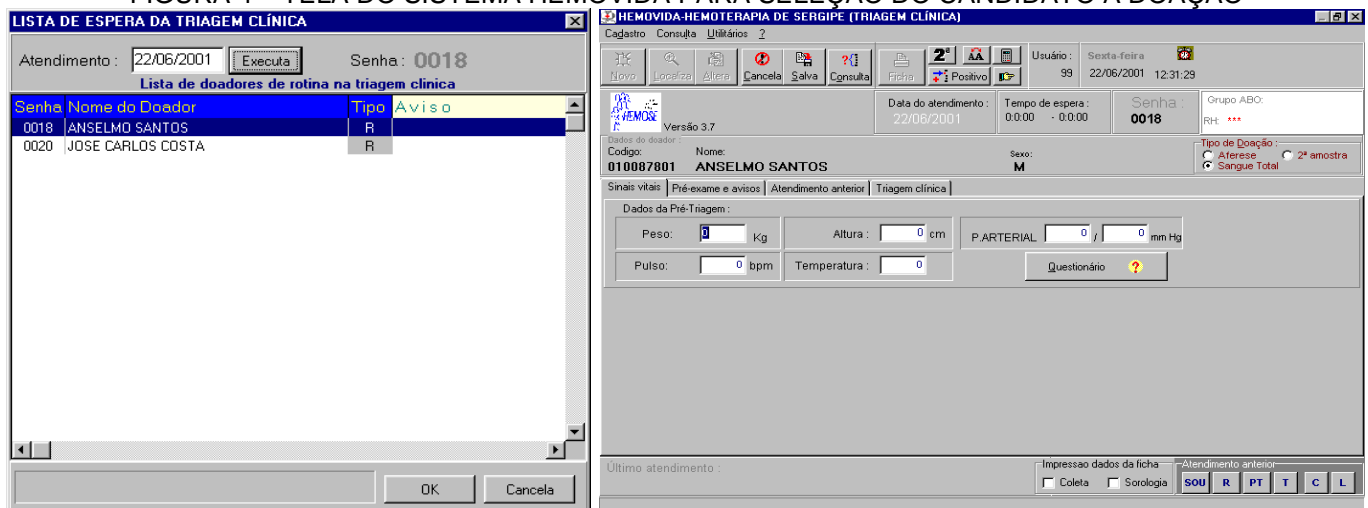 FIGURA 1 - TELA DO SISTEMA HEMOVIDA PARA SELEÇÃO DO CANDIDATO À DOAÇÃO
LISTA DE ESPERA DA TRIAGEM CLÍNICA
Atendimento : 22/06/2001 Executa Senha : 0018
Lista de doadores de rotina na triagem clinica
Senha Nome do Doador Tipo Aviso
0018 ANSELMO SANTOS R
0020 JOSE CARLOS COSTA R
OK Cancela
HEMOVIDA-HEMOTERAPIA DE SERGIPE (TRIAGEM CLÍNICA)
Cadastro Consulta Utilitários ?
Novo Localiza Altera Cancela Salva Consulta Ficha 2ª AA Positivo
Usuário : Sexta-feira
99 22/06/2001 12:31:29
HEMOSE
Versão 3.7
Data do atendimento :
22/06/2001
Tempo de espera :
0:0:00 - 0:0:00
Senha :
0018
Grupo ABO:
RH: ***
Dados do doador :
Codigo: Nome: Sexo:
010087801 ANSELMO SANTOS M
Tipo de Doação :
Aferese 2ª amostra
Sangue Total
Sinais vitais Pré-exame e avisos Atendimento anterior Triagem clínica
Dados da Pré-Triagem :
Peso: 0 Kg Altura : 0 cm P.ARTERIAL 0 / 0 mm Hg
Pulso: 0 bpm Temperatura : 0 Questionário ?
Último atendimento :
Impressao dados da ficha
Coleta Sorologia
Atendimento anterior
SOU R PT T C L